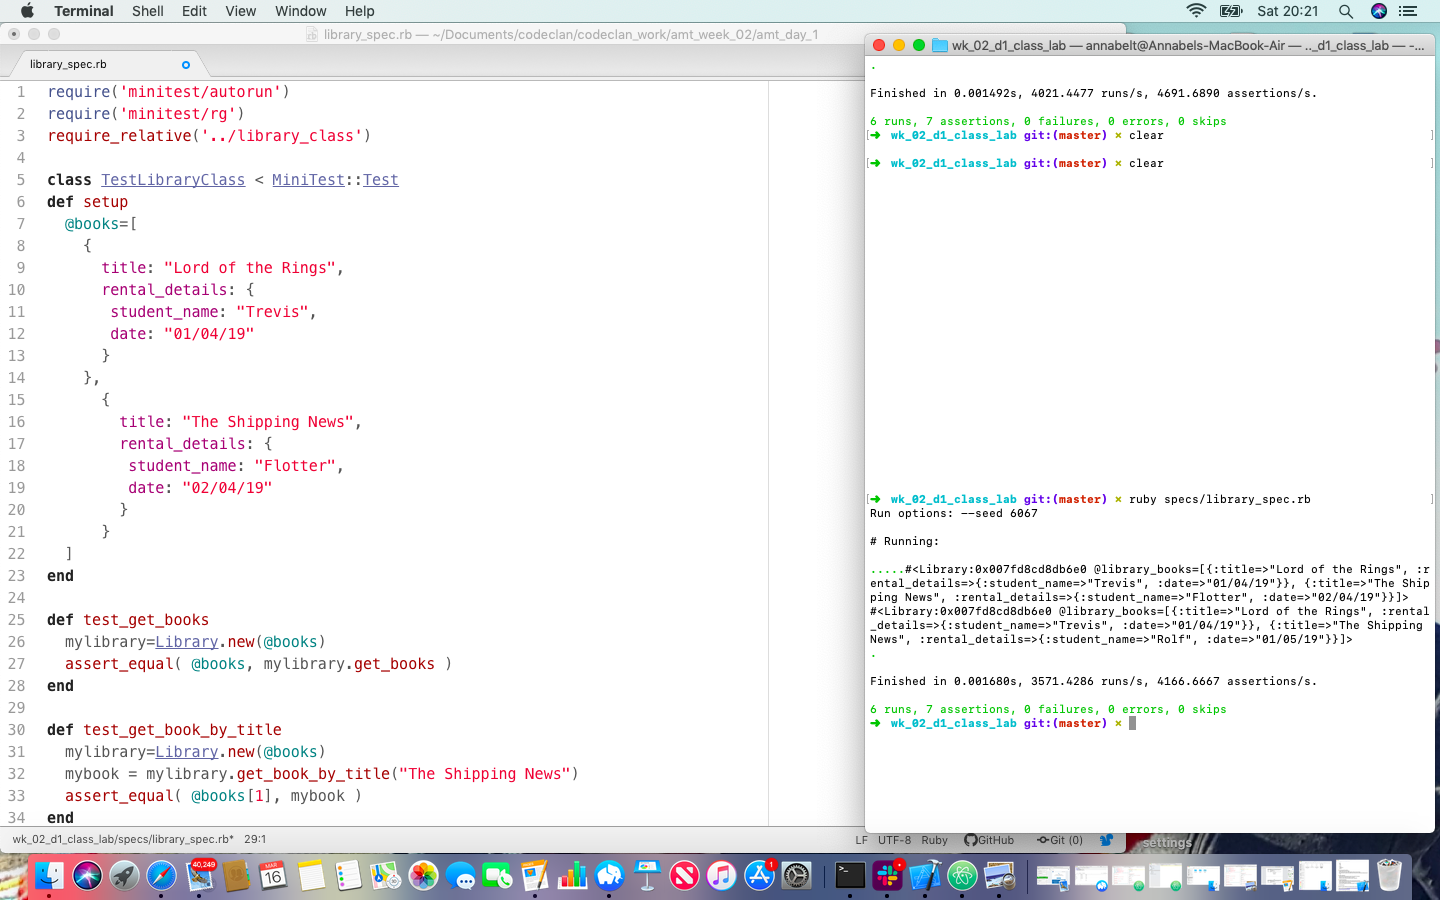 Terminal Shell Edit View Window Help Sat 20:21
library_spec.rb — ~/Documents/codeclan/codeclan_work/amt_week_02/amt_day_1
library_spec.rb
1 require('minitest/autorun')
2 require('minitest/rg')
3 require_relative('../library_class')
4
5 class TestLibraryClass < MiniTest::Test
6 def setup
7 @books=[
8 {
9 title: "Lord of the Rings",
10 rental_details: {
11 student_name: "Trevis",
12 date: "01/04/19"
13 }
14 },
15 {
16 title: "The Shipping News",
17 rental_details: {
18 student_name: "Flotter",
19 date: "02/04/19"
20 }
21 }
22 ]
23 end
24
25 def test_get_books
26 mylibrary=Library.new(@books)
27 assert_equal( @books, mylibrary.get_books )
28 end
29
30 def test_get_book_by_title
31 mylibrary=Library.new(@books)
32 mybook = mylibrary.get_book_by_title("The Shipping News")
33 assert_equal( @books[1], mybook )
34 end
wk_02_d1_class_lab/specs/library_spec.rb* 29:1 LF UTF-8 Ruby GitHub Git (0)
wk_02_d1_class_lab — annabelt@Annabels-MacBook-Air — .._d1_class_lab — -...
.
Finished in 0.001492s, 4021.4477 runs/s, 4691.6890 assertions/s.
6 runs, 7 assertions, 0 failures, 0 errors, 0 skips
[➜ wk_02_d1_class_lab git:(master) × clear ]
[➜ wk_02_d1_class_lab git:(master) × clear ]
[➜ wk_02_d1_class_lab git:(master) × ruby specs/library_spec.rb ]
Run options: --seed 6067
# Running:
.....#<Library:0x007fd8cd8db6e0 @library_books=[{:title=>"Lord of the Rings", :r
ental_details=>{:student_name=>"Trevis", :date=>"01/04/19"}}, {:title=>"The Ship
ping News", :rental_details=>{:student_name=>"Flotter", :date=>"02/04/19"}}]>
#<Library:0x007fd8cd8db6e0 @library_books=[{:title=>"Lord of the Rings", :rental
_details=>{:student_name=>"Trevis", :date=>"01/04/19"}}, {:title=>"The Shipping
News", :rental_details=>{:student_name=>"Rolf", :date=>"01/05/19"}}]>
.
Finished in 0.001680s, 3571.4286 runs/s, 4166.6667 assertions/s.
6 runs, 7 assertions, 0 failures, 0 errors, 0 skips
➜ wk_02_d1_class_lab git:(master) ×
settings
40,249
MAR
16
1